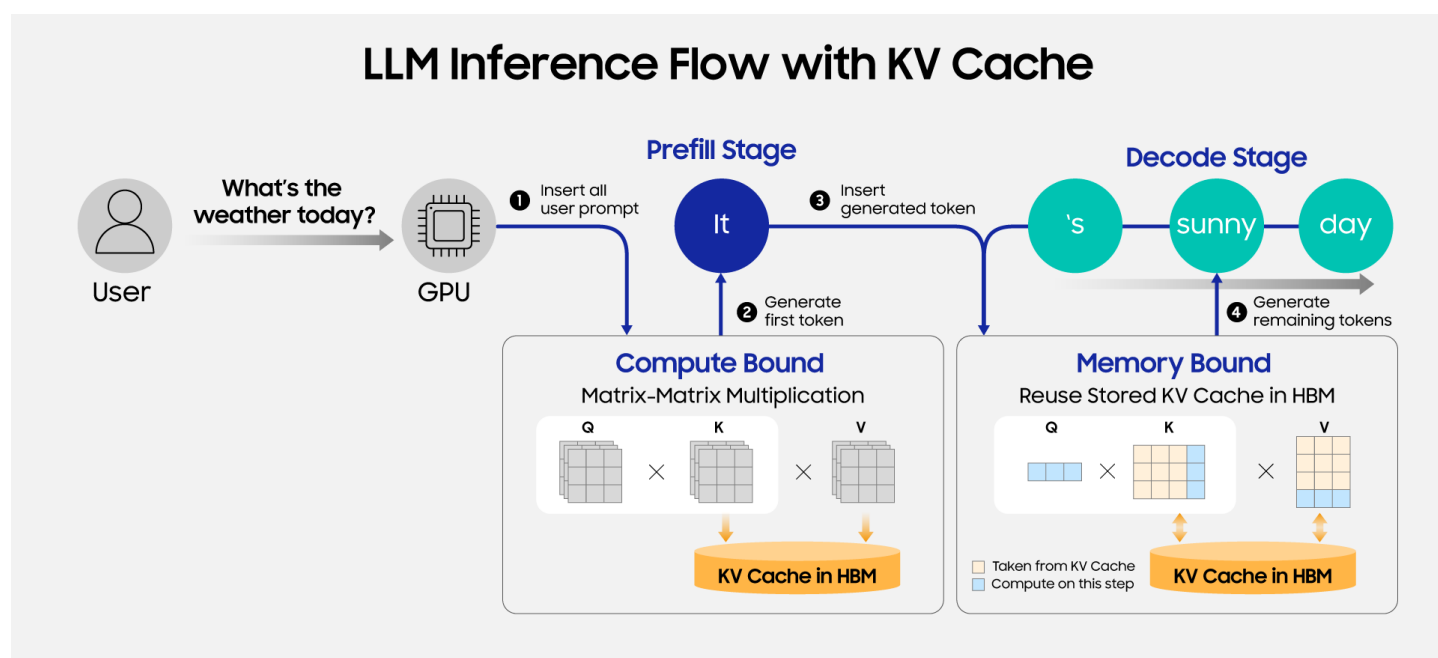 LLM Inference Flow with KV Cache
Prefill Stage
Decode Stage
What's the
weather today?
User
GPU
1 Insert all
user prompt
It
3 Insert
generated token
's
sunny
day
2 Generate
first token
4 Generate
remaining tokens
Compute Bound
Matrix-Matrix Multiplication
Q
K
V
KV Cache in HBM
Memory Bound
Reuse Stored KV Cache in HBM
Q
K
V
Taken from KV Cache
Compute on this step
KV Cache in HBM